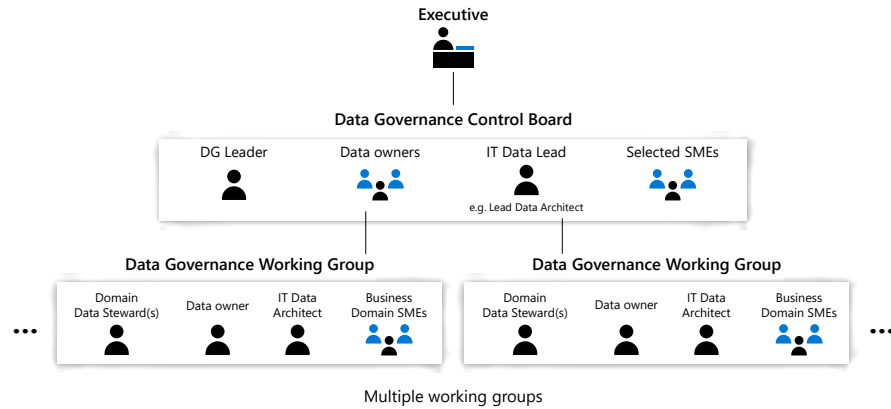 Executive
Data Governance Control Board
DG Leader
Data owners
IT Data Lead
e.g. Lead Data Architect
Selected SMEs
Data Governance Working Group
Domain
Data Steward(s)
Data owner
IT Data
Architect
Business
Domain SMEs
Data Governance Working Group
Domain
Data Steward(s)
Data owner
IT Data
Architect
Business
Domain SMEs
...
...
Multiple working groups